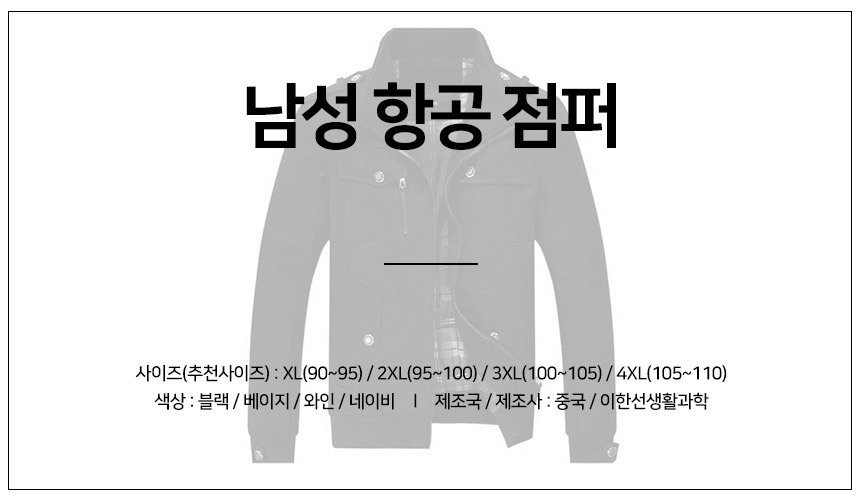 남성 항공 점퍼
사이즈(추천사이즈) : XL(90~95) / 2XL(95~100) / 3XL(100~105) / 4XL(105~110)
색상 : 블랙 / 베이지 / 와인 / 네이비 ㅣ 제조국 / 제조사 : 중국 / 이한선생활과학